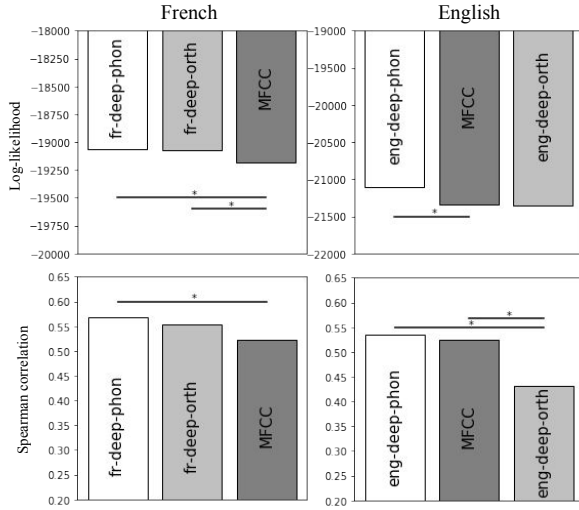 French
English
Log-likelihood
-18000
-18250
-18500
-18750
-19000
-19250
-19500
-19750
-20000
fr-deep-phon
fr-deep-orth
MFCC
*
*
-19000
-19500
-20000
-20500
-21000
-21500
-22000
eng-deep-phon
MFCC
eng-deep-orth
*
Spearman correlation
0.65
0.60
0.55
0.50
0.45
0.40
0.35
0.30
0.25
0.20
fr-deep-phon
fr-deep-orth
MFCC
*
0.65
0.60
0.55
0.50
0.45
0.40
0.35
0.30
0.25
0.20
eng-deep-phon
MFCC
eng-deep-orth
*
*